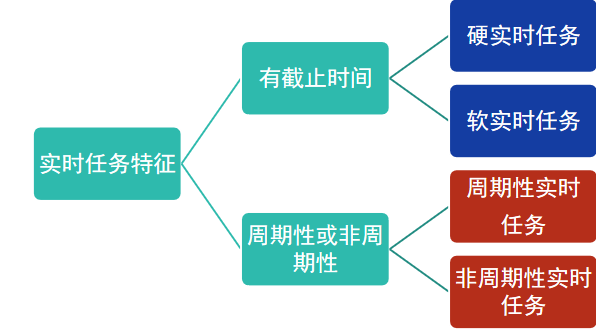 实时任务特征
有截止时间
硬实时任务
软实时任务
周期性或非周
期性
周期性实时
任务
非周期性实时
任务